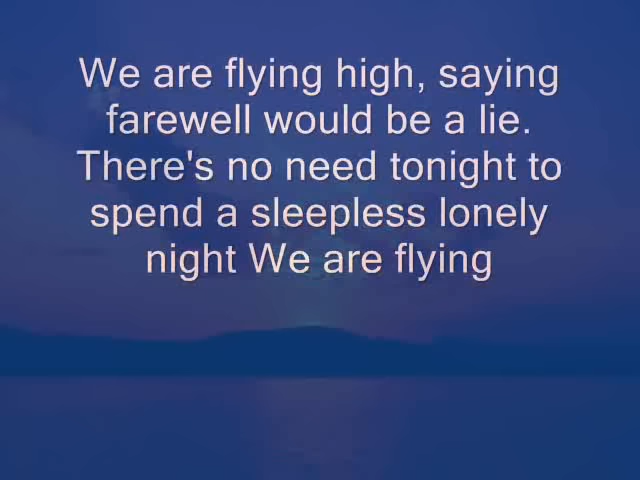 We are flying high, saying
farewell would be a lie.
There's no need tonight to
spend a sleepless lonely
night We are flying